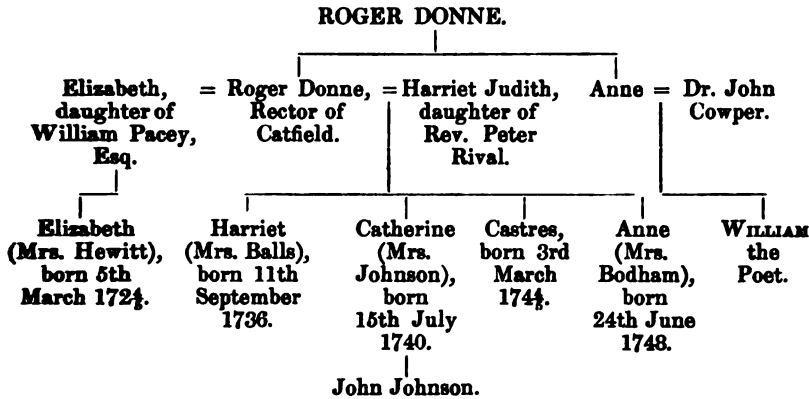 ROGER DONNE.
Elizabeth,
daughter of
William Pacey,
Esq.
= Roger Donne,
Rector of
Catfield.
= Harriet Judith,
daughter of
Rev. Peter
Rival.
Anne = Dr. John
Cowper.
Elizabeth
(Mrs. Hewitt),
born 5th
March 172⅘.
Harriet
(Mrs. Balls),
born 11th
September
1736.
Catherine
(Mrs.
Johnson),
born
15th July
1740.
Castres,
born 3rd
March
174⅘.
Anne
(Mrs.
Bodham),
born
24th June
1748.
WILLIAM
the
Poet.
John Johnson.